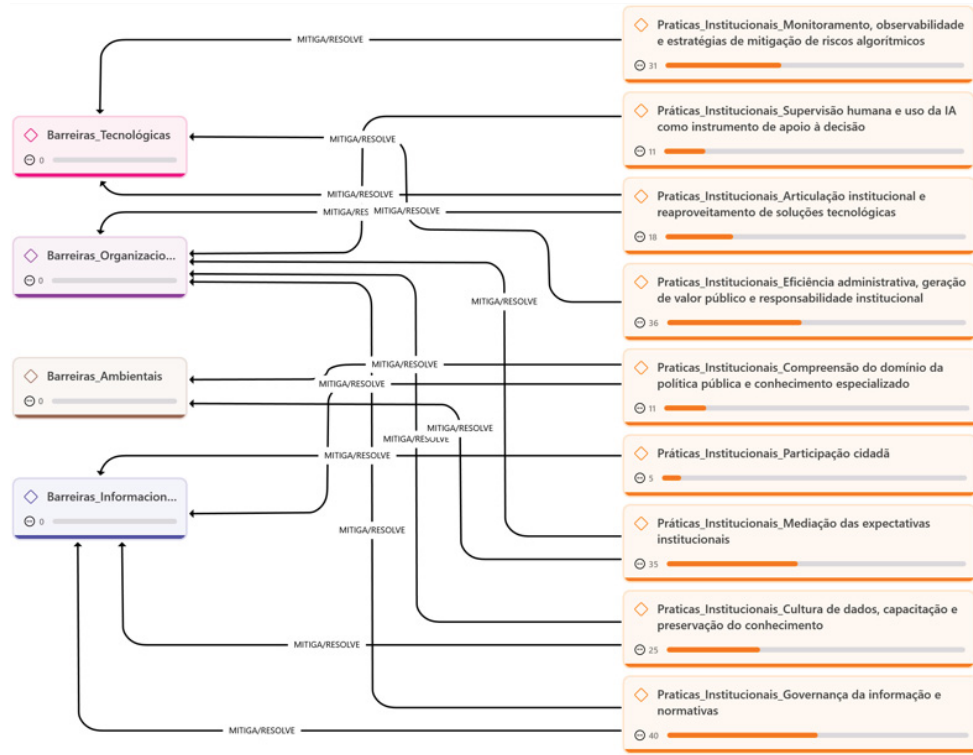 Praticas_Institucionais_Monitoramento, observabilidade
e estratégias de mitigação de riscos algorítmicos
31
MITIGA/RESOLVE
Barreiras_Tecnológicas
0
Práticas_Institucionais_Supervisão humana e uso da IA
como instrumento de apoio à decisão
11
MITIGA/RESOLVE
MITIGA/RESOLVE
Praticas_Institucionais_Articulação institucional e
reaproveitamento de soluções tecnológicas
18
MITIGA/RES
MITIGA/RESOLVE
Barreiras_Organizacio...
0
Praticas_Institucionais_Eficiência administrativa, geração
de valor público e responsabilidade institucional
36
MITIGA/RESOLVE
Barreiras_Ambientais
0
MITIGA/RESOLVE
MITIGA/RESOLVE
Praticas_Institucionais_Compreensão do domínio da
política pública e conhecimento especializado
11
MITIGA/RESOLVE
MITIGA/RESOLVE
MITIGA/RESOLVE
Práticas_Institucionais_Participação cidadã
5
Barreiras_Informacion...
0
MITIGA/RESOLVE
Práticas_Institucionais_Mediação das expectativas
institucionais
35
Práticas_Institucionais_Cultura de dados, capacitação e
preservação do conhecimento
25
MITIGA/RESOLVE
Praticas_Institucionais_Governança da informação e
normativas
40
MITIGA/RESOLVE